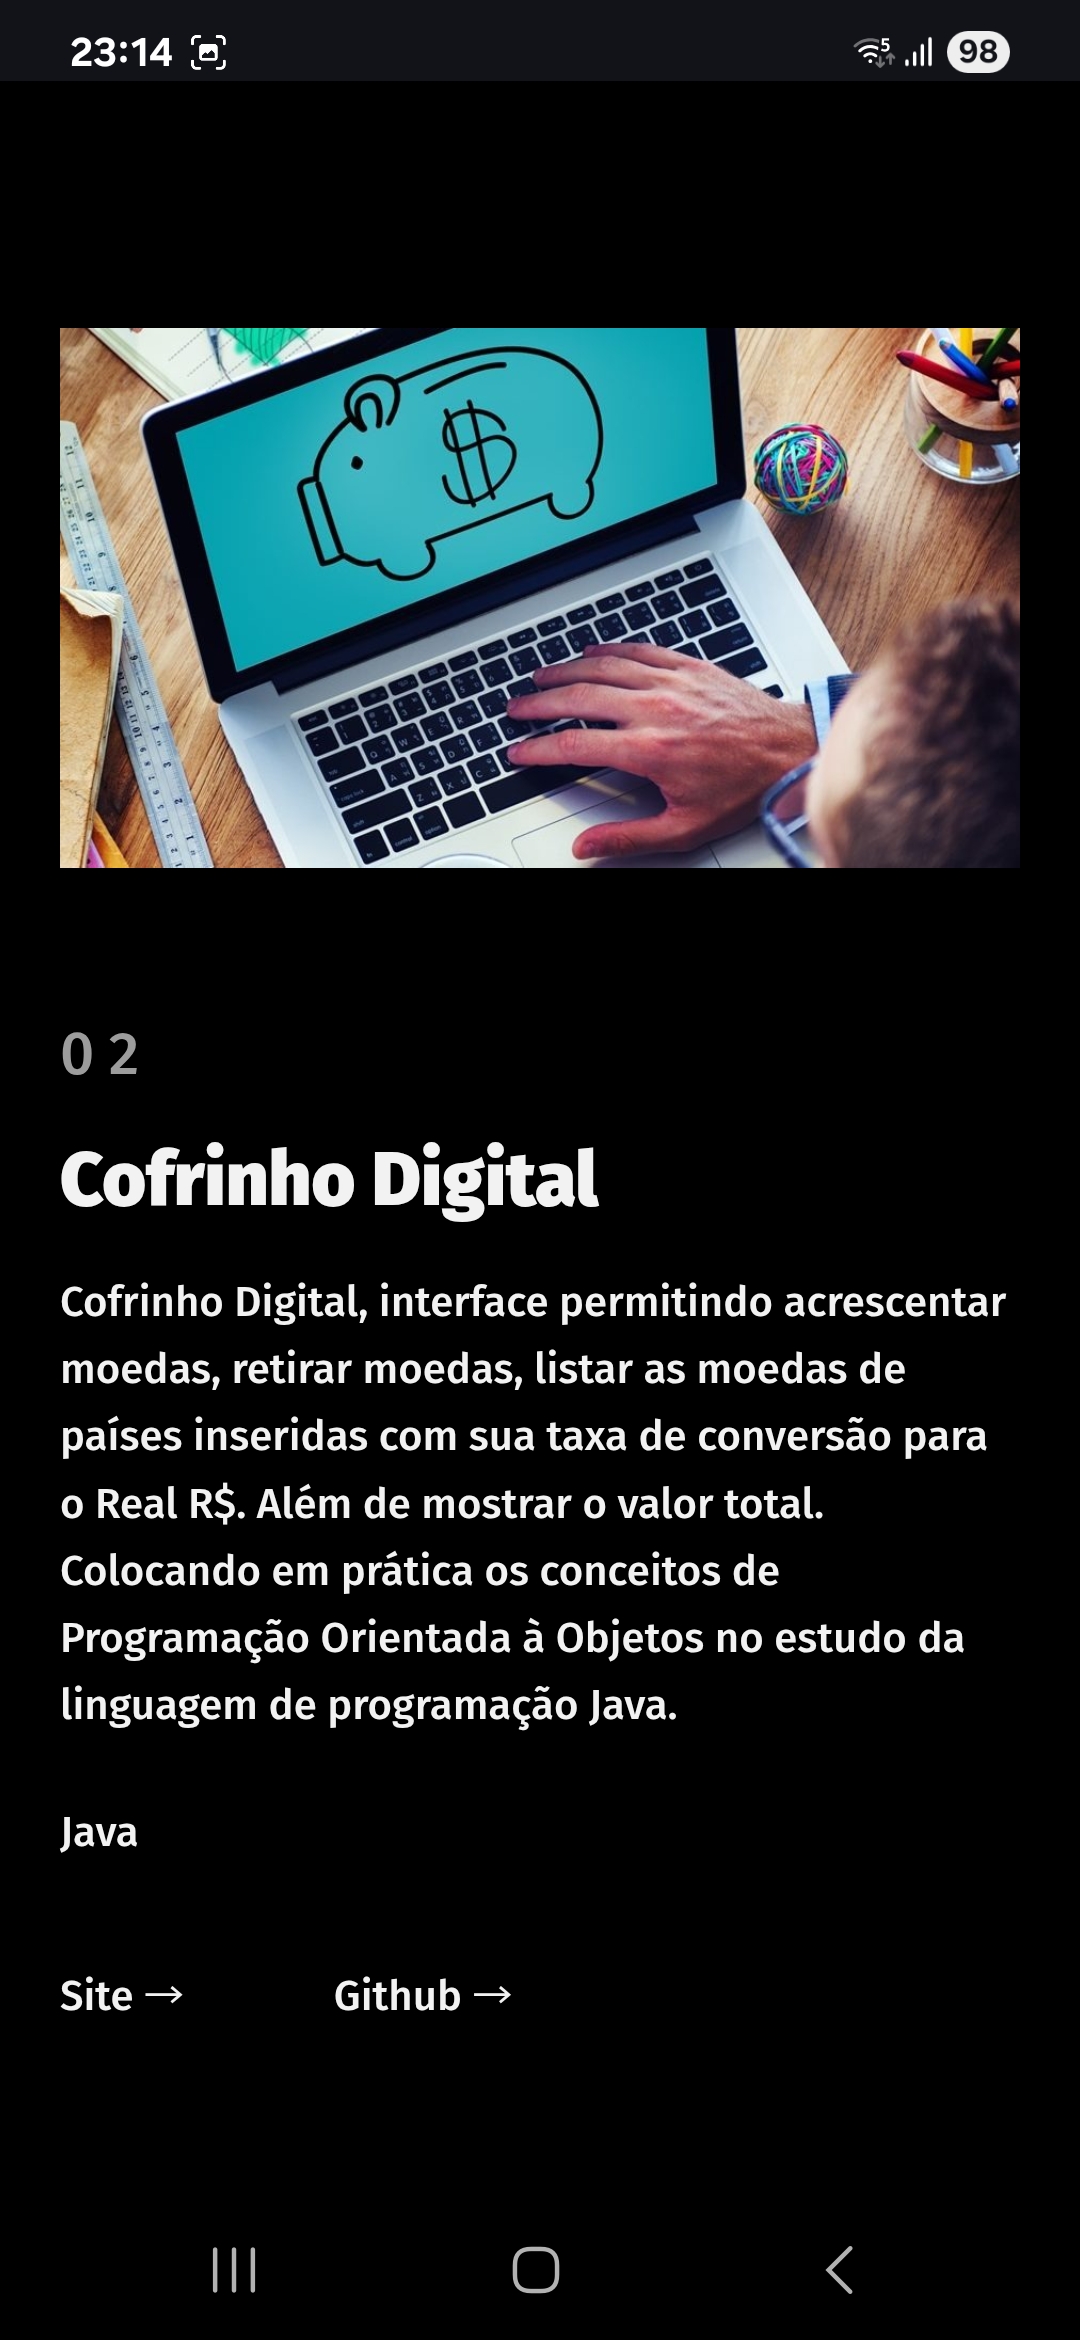 23:14
5
98
$
0 2
Cofrinho Digital
Cofrinho Digital, interface permitindo acrescentar
moedas, retirar moedas, listar as moedas de
países inseridas com sua taxa de conversão para
o Real R$. Além de mostrar o valor total.
Colocando em prática os conceitos de
Programação Orientada à Objetos no estudo da
linguagem de programação Java.
Java
Site →
Github →